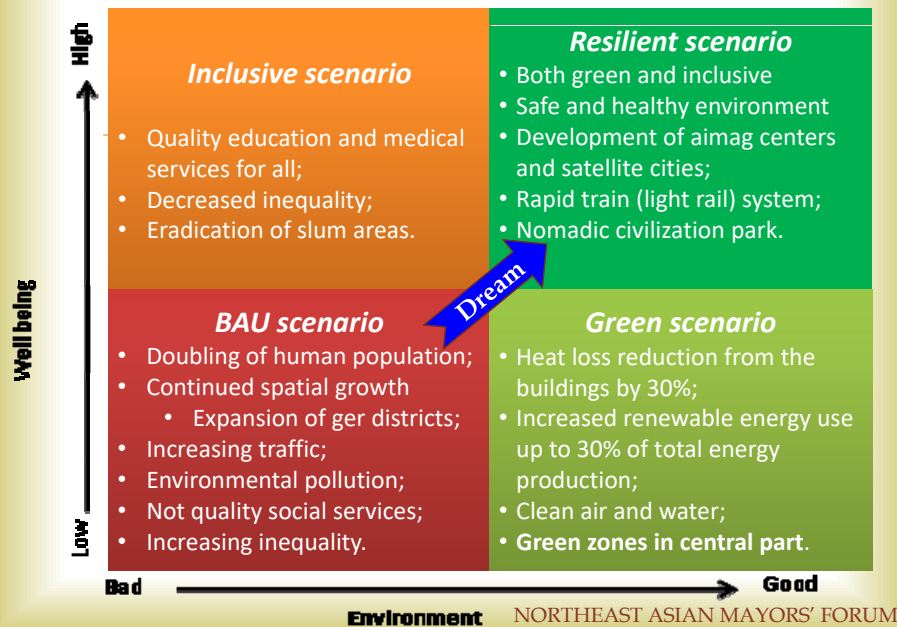 High
Well being
Low
Inclusive scenario
• Quality education and medical
services for all;
• Decreased inequality;
• Eradication of slum areas.
Resilient scenario
• Both green and inclusive
• Safe and healthy environment
• Development of aimag centers
and satellite cities;
• Rapid train (light rail) system;
• Nomadic civilization park.
Dream
BAU scenario
• Doubling of human population;
• Continued spatial growth
• Expansion of ger districts;
• Increasing traffic;
• Environmental pollution;
• Not quality social services;
• Increasing inequality.
Green scenario
• Heat loss reduction from the
buildings by 30%;
• Increased renewable energy use
up to 30% of total energy
production;
• Clean air and water;
• Green zones in central part.
Bad
Good
Environment
NORTHEAST ASIAN MAYORS' FORUM